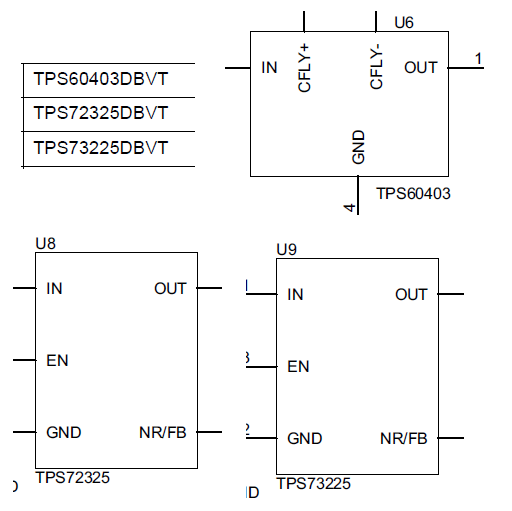 U6
IN
CFLY+
CFLY-
OUT
1
GND
4
TPS60403
TPS60403DBVT
TPS72325DBVT
TPS73225DBVT
U8
IN
OUT
EN
GND
NR/FB
TPS72325
U9
IN
OUT
EN
2
GND
NR/FB
TPS73225